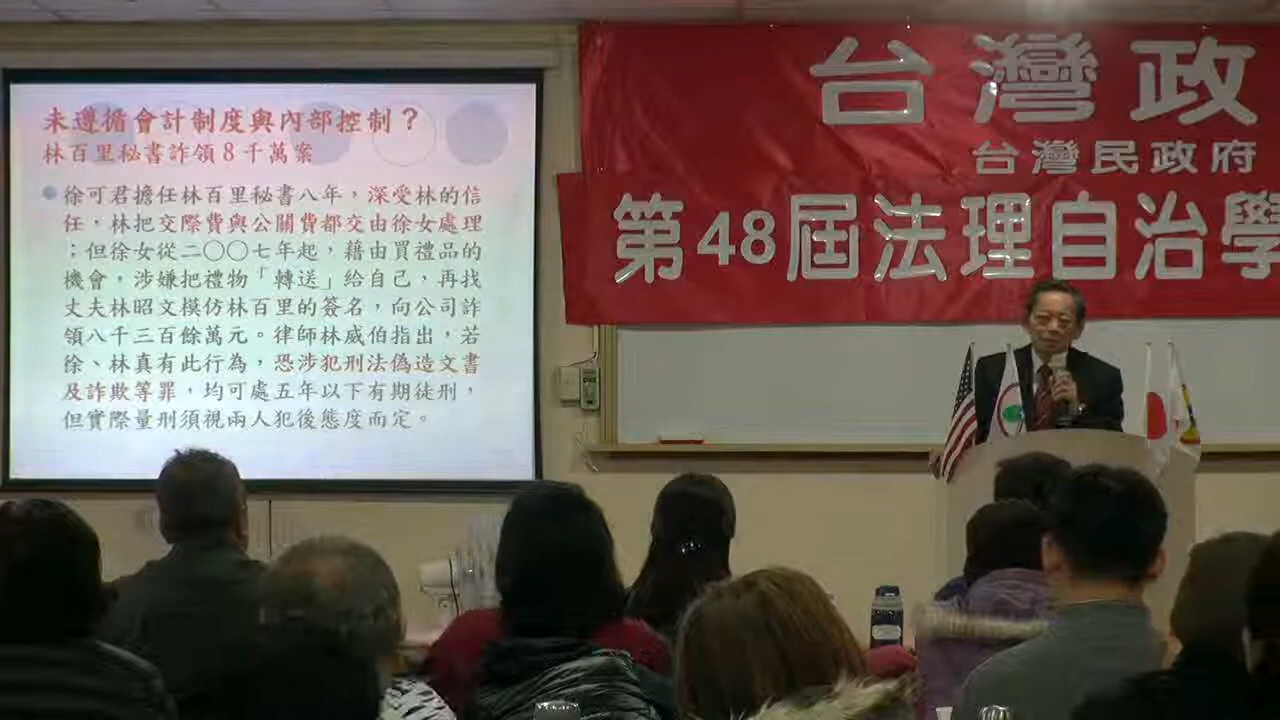 未遵循會計制度與內部控制？
林百里秘書詐領8千萬案
徐可君擔任林百里秘書八年，深受林的信
任，林把交際費與公關費都交由徐女處理
；但徐女從二〇〇七年起，藉由買禮品的
機會，涉嫌把禮物「轉送」給自己，再找
丈夫林昭文模仿林百里的簽名，向公司詐
領八千三百餘萬元。律師林威伯指出，若
徐、林真有此行為，恐涉犯刑法偽造文書
及詐欺等罪，均可處五年以下有期徒刑，
但實際量刑須視兩人犯後態度而定。
台灣政
台灣民政府
第48屆法理自治學